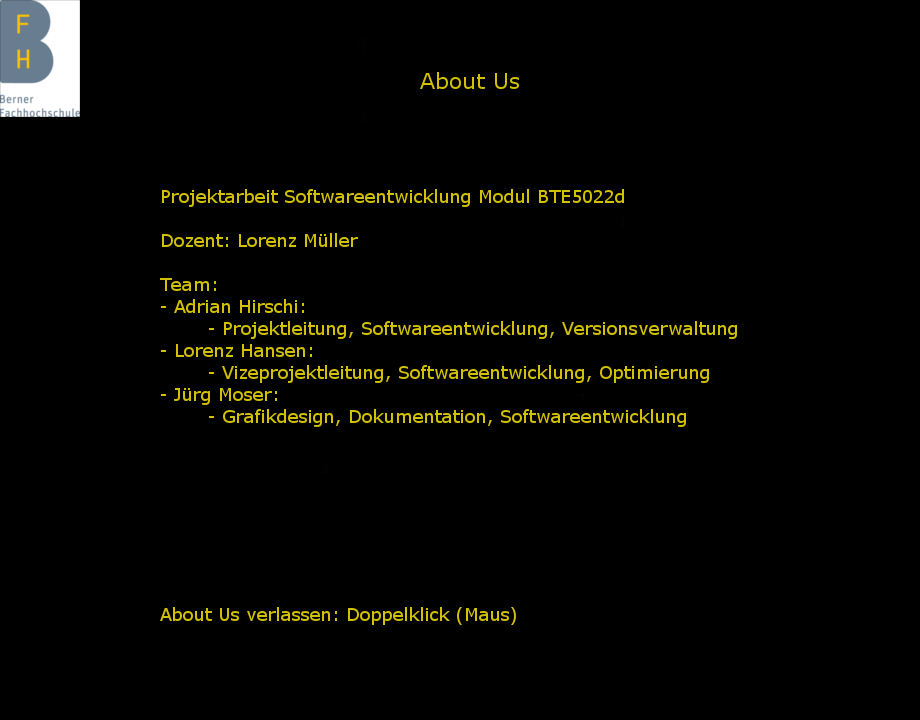 F
H
Berner
Fachhochschule
About Us
Projektarbeit Softwareentwicklung Modul BTE5022d
Dozent: Lorenz Müller
Team:
- Adrian Hirschi:
- Projektleitung, Softwareentwicklung, Versionsverwaltung
- Lorenz Hansen:
- Vizeprojektleitung, Softwareentwicklung, Optimierung
- Jürg Moser:
- Grafikdesign, Dokumentation, Softwareentwicklung
About Us verlassen: Doppelklick (Maus)